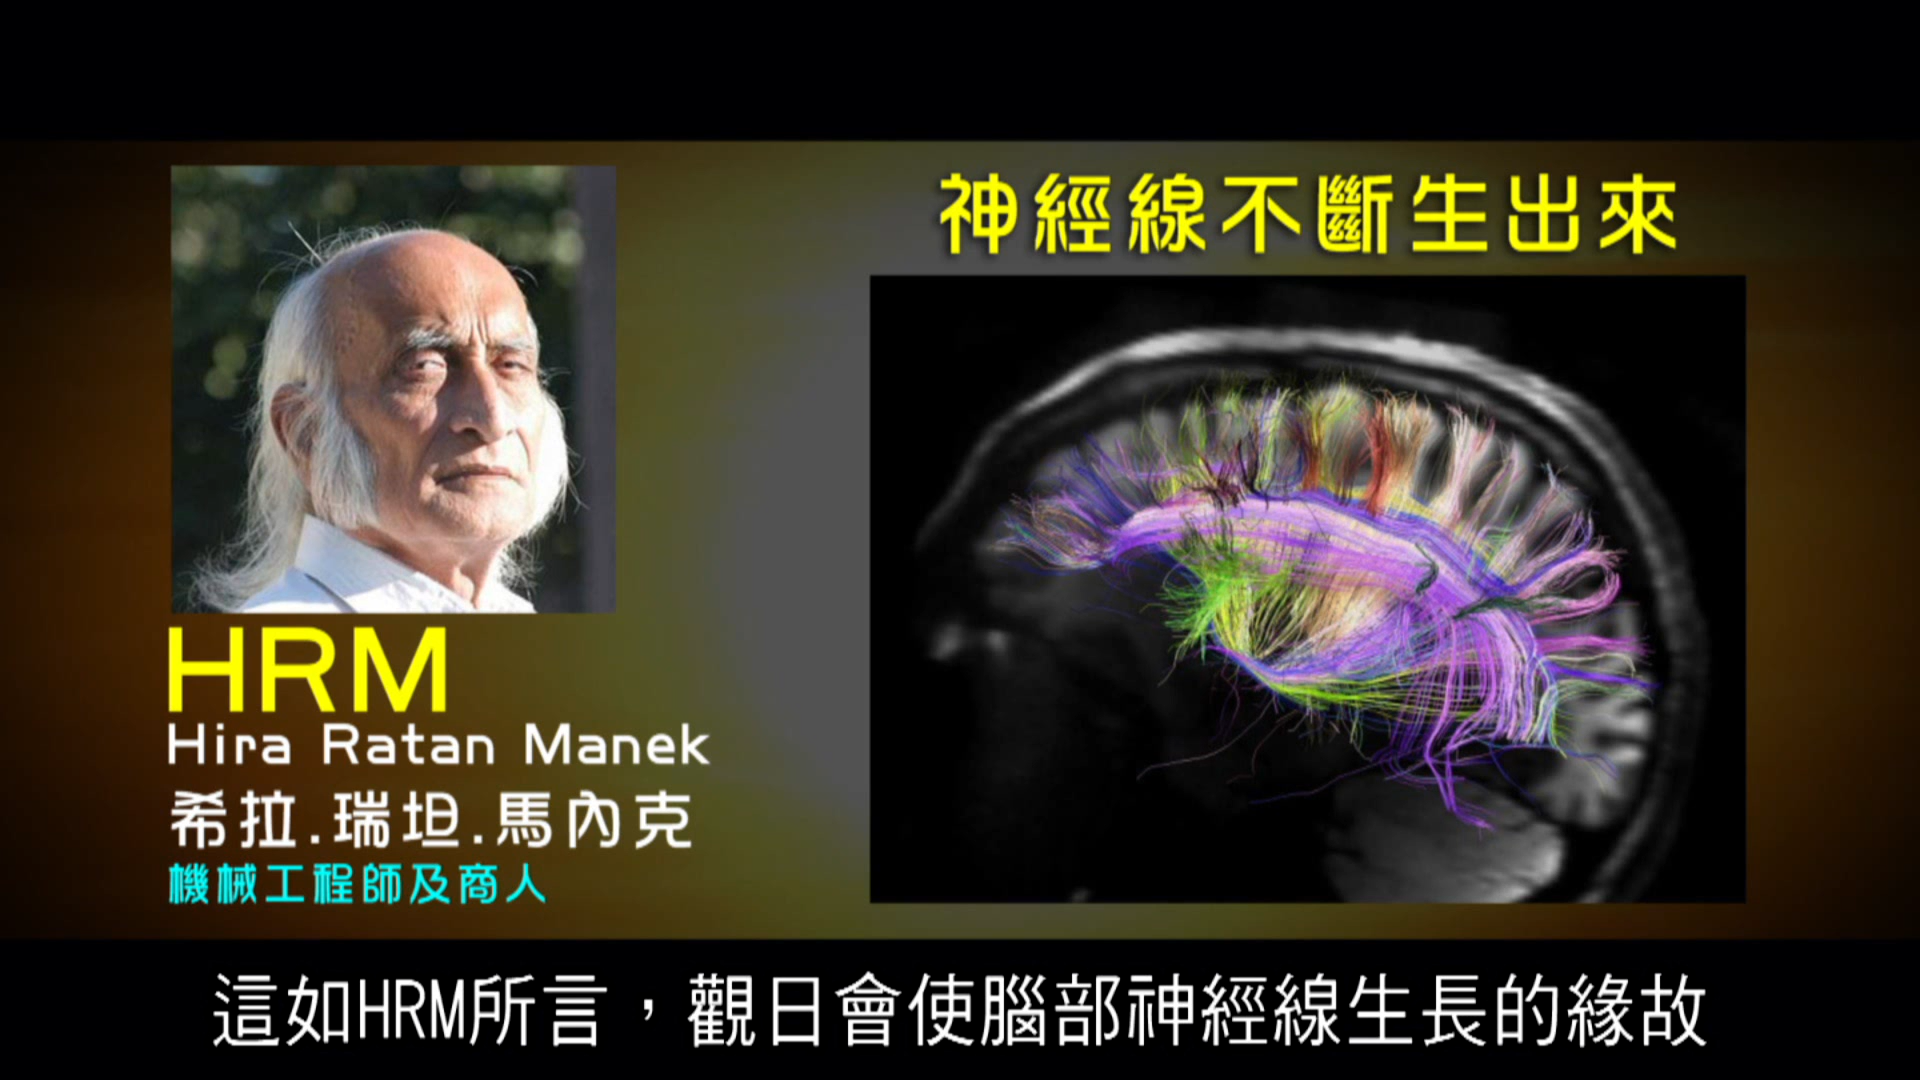 神經線不斷生出來
HRM
Hira Ratan Manek
希拉.瑞坦.馬內克
機械工程師及商人
這如HRM所言，觀日會使腦部神經線生長的緣故